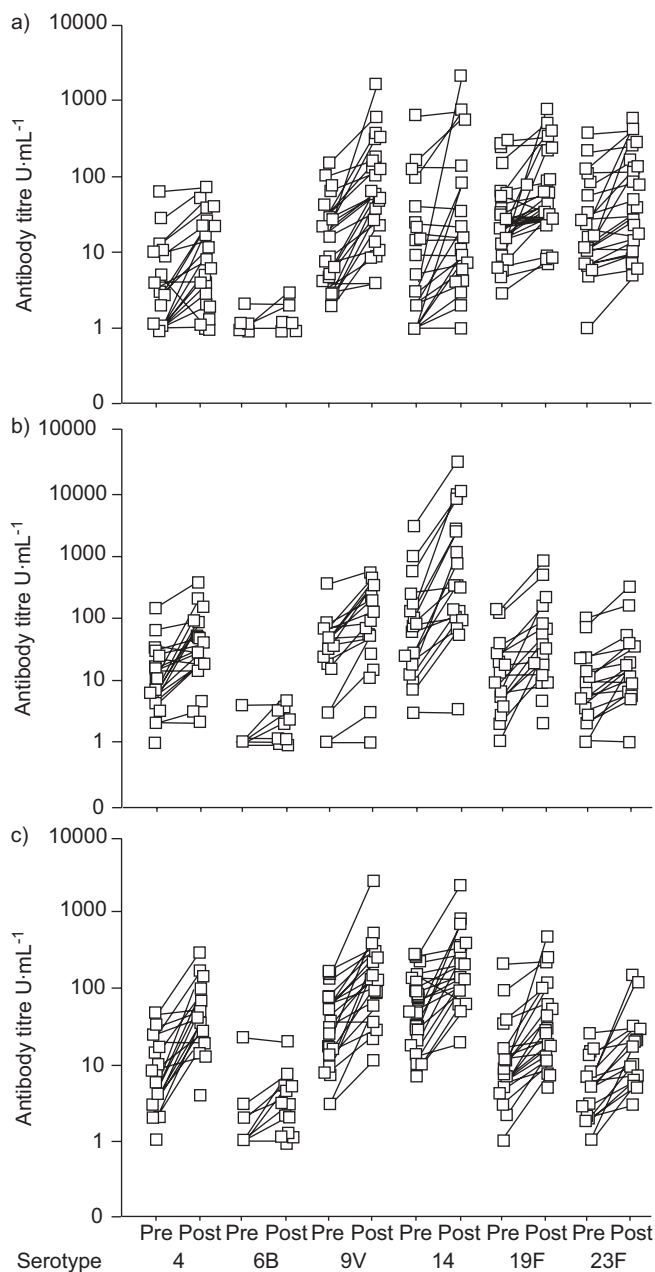 a)
10000
1000
100
10
1
0
Antibody titre U·mL-1
b)
10000
10000
1000
100
10
1
0
Antibody titre U·mL-1
c)
10000
1000
100
10
1
0
Antibody titre U·mL-1
Pre Post Pre Post Pre Post Pre Post Pre Post Pre Post
Serotype 4 6B 9V 14 19F 23F